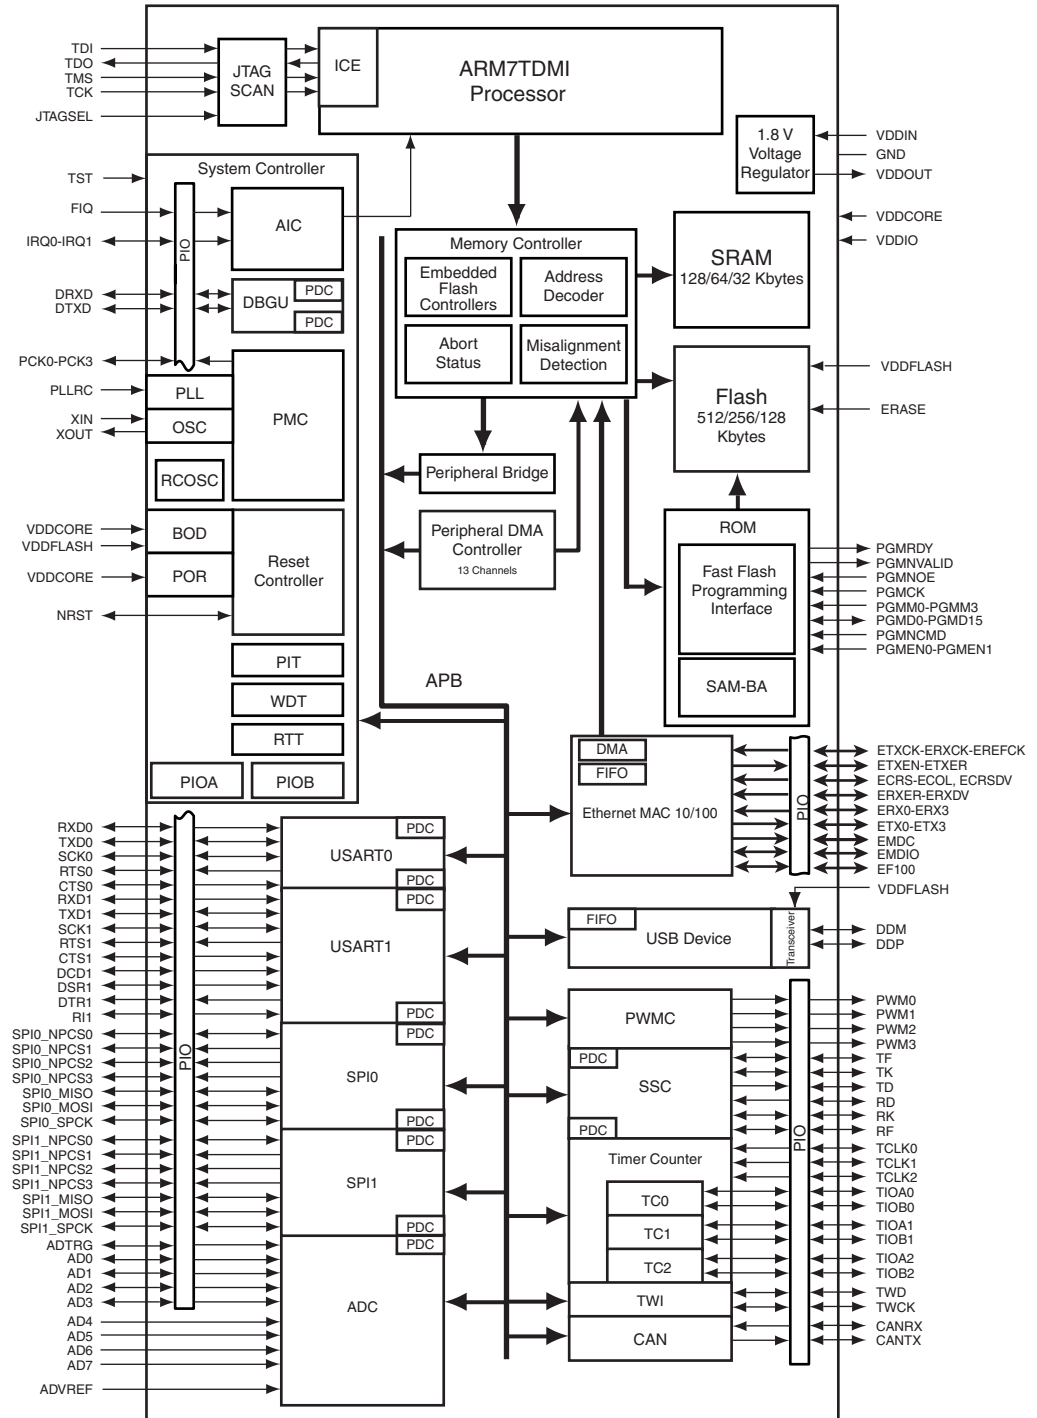 TDI
TDO
TMS
TCK
JTAGSEL
JTAG
SCAN
ICE
ARM7TDMI
Processor
1.8 V
Voltage
Regulator
VDDIN
GND
VDDOUT
VDDCORE
VDDIO
System Controller
TST
FIQ
IRQ0-IRQ1
PIO
AIC
DRXD
DTXD
DBGU
PDC
PDC
PCK0-PCK3
PLLRC
PLL
XIN
XOUT
OSC
RCOSC
PMC
VDDCORE
VDDFLASH
BOD
VDDCORE
POR
NRST
Reset
Controller
PIT
WDT
RTT
PIOA
PIOB
Memory Controller
Embedded
Flash
Controllers
Address
Decoder
Abort
Status
Misalignment
Detection
SRAM
128/64/32 Kbytes
Flash
512/256/128
Kbytes
VDDFLASH
ERASE
Peripheral Bridge
Peripheral DMA
Controller
13 Channels
ROM
Fast Flash
Programming
Interface
SAM-BA
PGMRDY
PGMNVALID
PGMNOE
PGMCK
PGMM0-PGMM3
PGMD0-PGMD15
PGMNCMD
PGMEN0-PGMEN1
APB
DMA
FIFO
Ethernet MAC 10/100
PIO
ETXCK-ERXCK-EREFCK
ETXEN-ETXER
ECRS-ECOL, ECRSDV
ERXER-ERXDV
ERX0-ERX3
ETX0-ETX3
EMDC
EMDIO
EF100
VDDFLASH
FIFO
USB Device
Transceiver
DDM
DDP
RXD0
TXD0
SCK0
RTS0
CTS0
RXD1
TXD1
SCK1
RTS1
CTS1
DCD1
DSR1
DTR1
RI1
SPI0_NPCS0
SPI0_NPCS1
SPI0_NPCS2
SPI0_NPCS3
SPI0_MISO
SPI0_MOSI
SPI0_SPCK
SPI1_NPCS0
SPI1_NPCS1
SPI1_NPCS2
SPI1_NPCS3
SPI1_MISO
SPI1_MOSI
SPI1_SPCK
ADTRG
AD0
AD1
AD2
AD3
AD4
AD5
AD6
AD7
ADVREF
PIO
PDC
USART0
PDC
PDC
USART1
PDC
PDC
SPI0
PDC
PDC
SPI1
PDC
PDC
ADC
PWMC
PDC
SSC
PDC
Timer Counter
TC0
TC1
TC2
TWI
CAN
PIO
PWM0
PWM1
PWM2
PWM3
TF
TK
TD
RD
RK
RF
TCLK0
TCLK1
TCLK2
TIOA0
TIOB0
TIOA1
TIOB1
TIOA2
TIOB2
TWD
TWCK
CANRX
CANTX